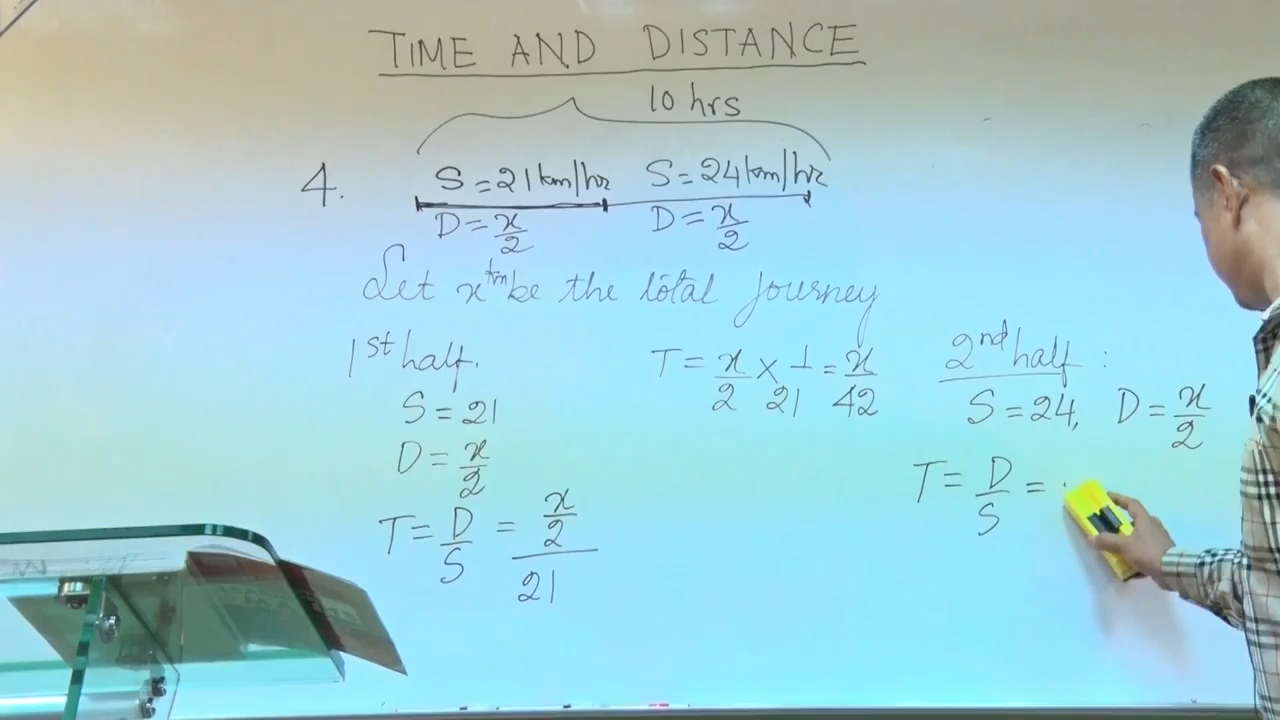 TIME AND DISTANCE
10 hrs
4. S = 21 km/hr S = 24 km/hr
D = x/2 D = x/2
Let x km be the total journey
1st half.
S = 21
D = x/2
T = D/S = x/2 / 21
T = x/2 × 1/21 = x/42
2nd half :
S = 24, D = x/2
T = D/S =